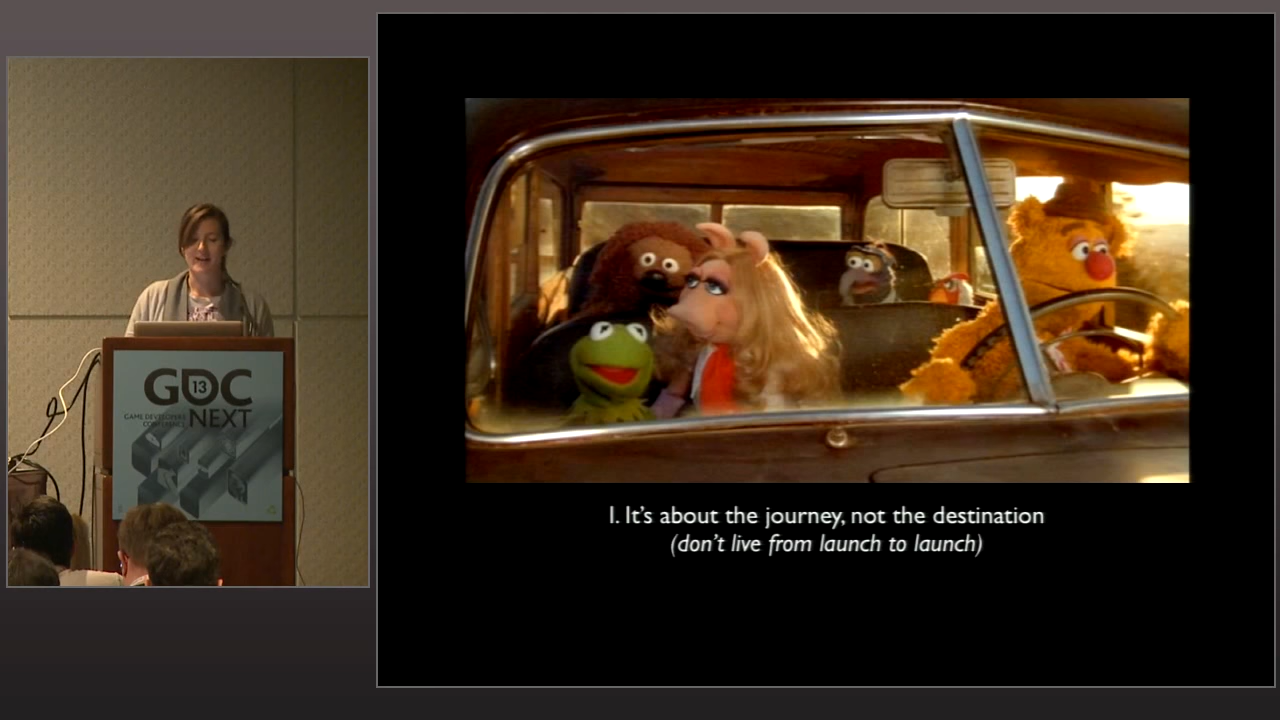 GDC
13
NEXT
GAME DEVELOPERS
CONFERENCE
1. It's about the journey, not the destination
(don't live from launch to launch)